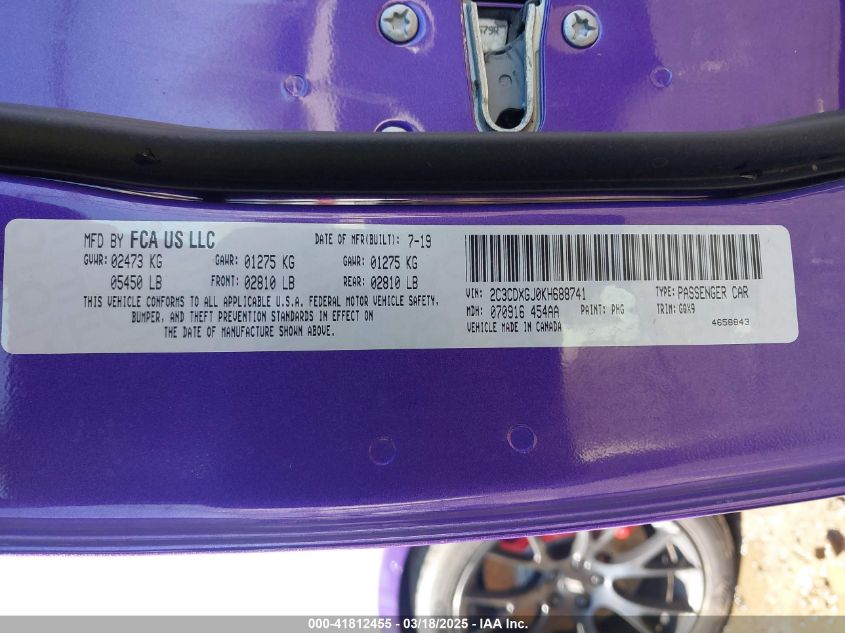 579R
MFD BY FCA US LLC DATE OF MFR(BUILT): 7-19
GVWR: 02473 KG GAWR: 01275 KG GAWR: 01275 KG
05450 LB FRONT: 02810 LB REAR: 02810 LB
THIS VEHICLE CONFORMS TO ALL APPLICABLE U.S.A. FEDERAL MOTOR VEHICLE SAFETY,
BUMPER, AND THEFT PREVENTION STANDARDS IN EFFECT ON
THE DATE OF MANUFACTURE SHOWN ABOVE.
VIN: 2C3CDXGJ0KH688741 TYPE: PASSENGER CAR
MDH: 070916 454AA PAINT: PHG TRIM: GQX9
VEHICLE MADE IN CANADA 4658843
000-41812455 - 03/18/2025 - IAA Inc.